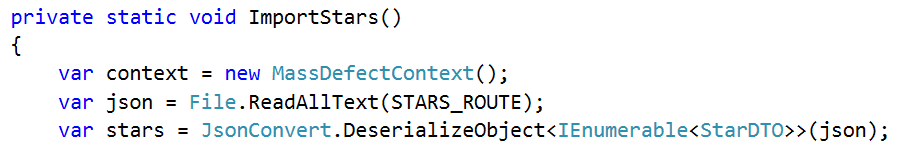 private static void ImportStars()
{
    var context = new MassDefectContext();
    var json = File.ReadAllText(STARS_ROUTE);
    var stars = JsonConvert.DeserializeObject<IEnumerable<StarDTO>>(json);